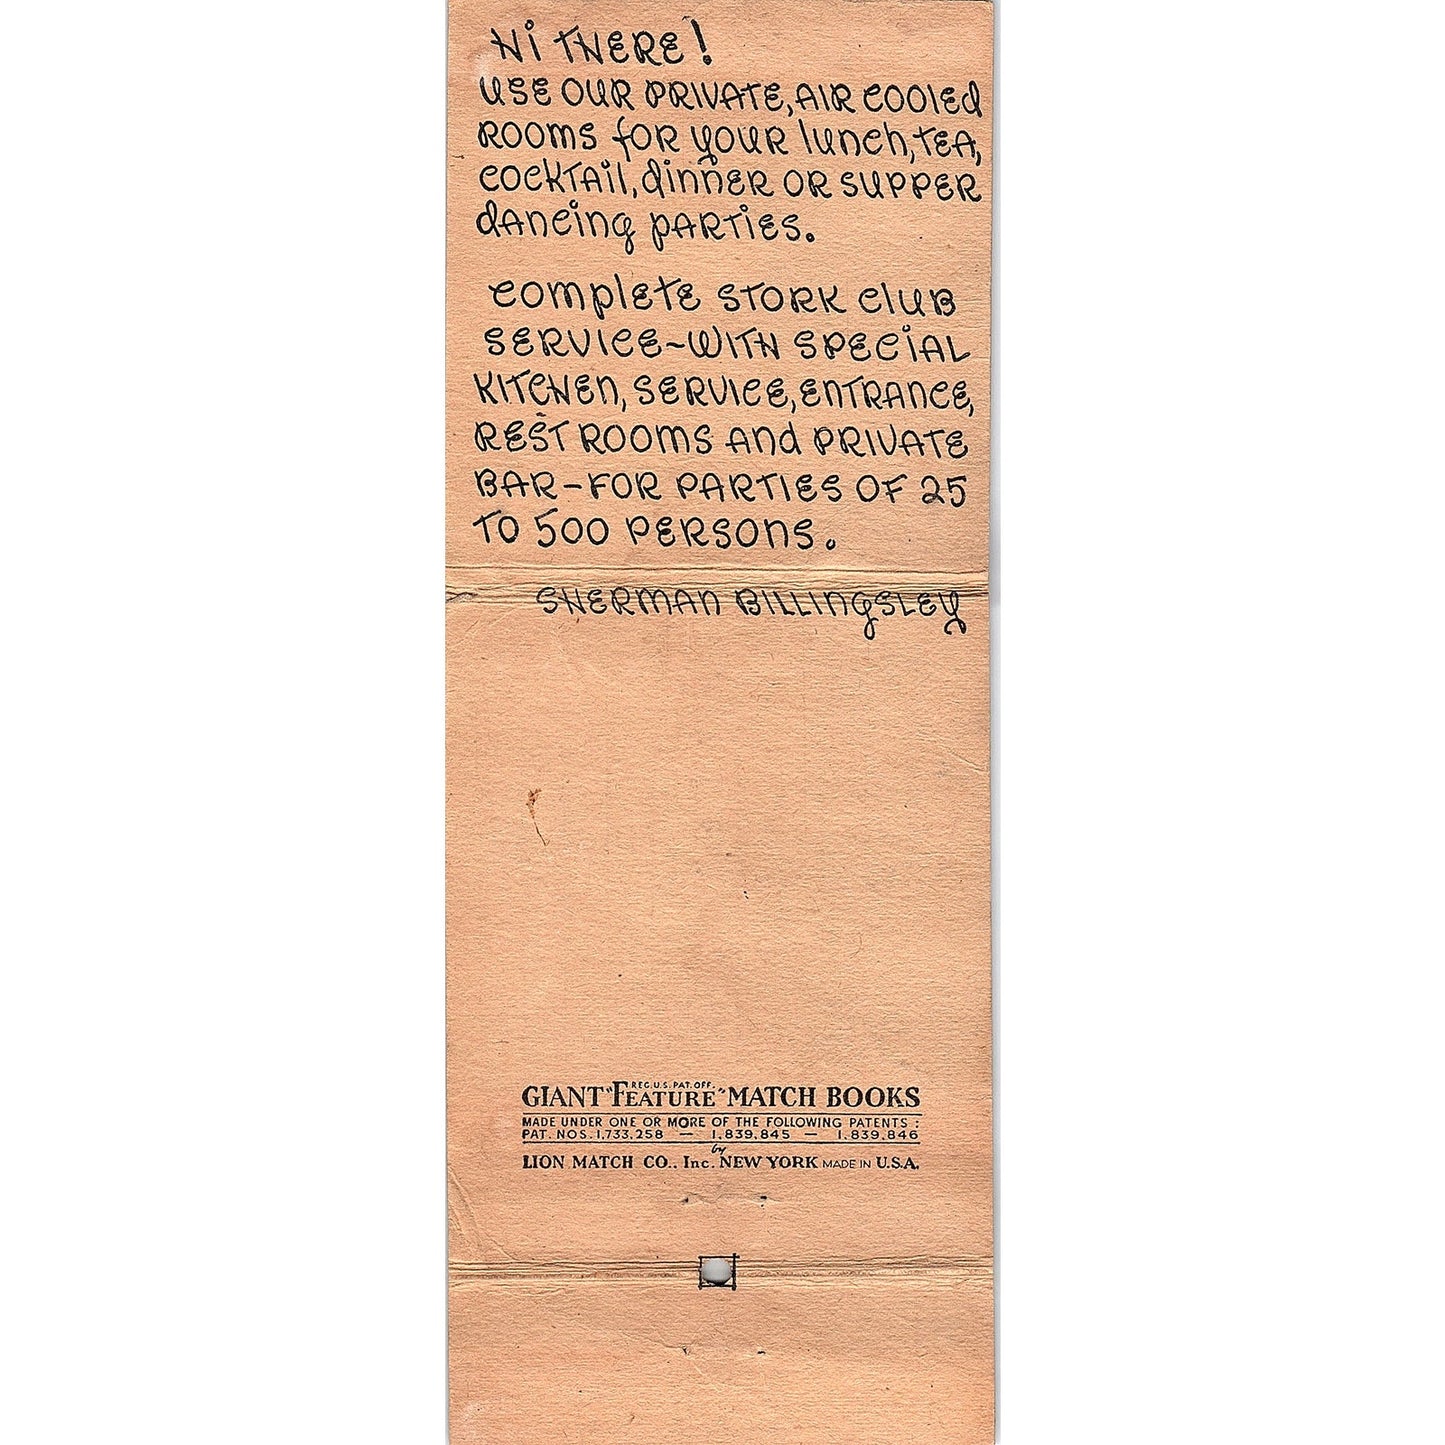 Hi THERE!
USE OUR PRIVATE, AIR COOlEd
ROOMS fOR YOUR lUnCh, TEA,
COCKTAil, dinnER OR SUPPER
dAnCing PARTiES.
COmplETE STORK ClUB
SERVICE~WITH SPECiAL
KITCHEn, SERVICE, EnTRANCE,
REST ROOMS And PRIVATE
BAR-FOR PARTIES OF 25
TO 500 PERSONS.
SHERMAN BILLINgSLEY
REG. U.S. PAT. OFF.
GIANT "FEATURE" MATCH BOOKS
MADE UNDER ONE OR MORE OF THE FOLLOWING PATENTS:
PAT. NOS. 1,733,258 — 1,839,845 — 1,839,846
by
LION MATCH CO., Inc. NEW YORK MADE IN U.S.A.